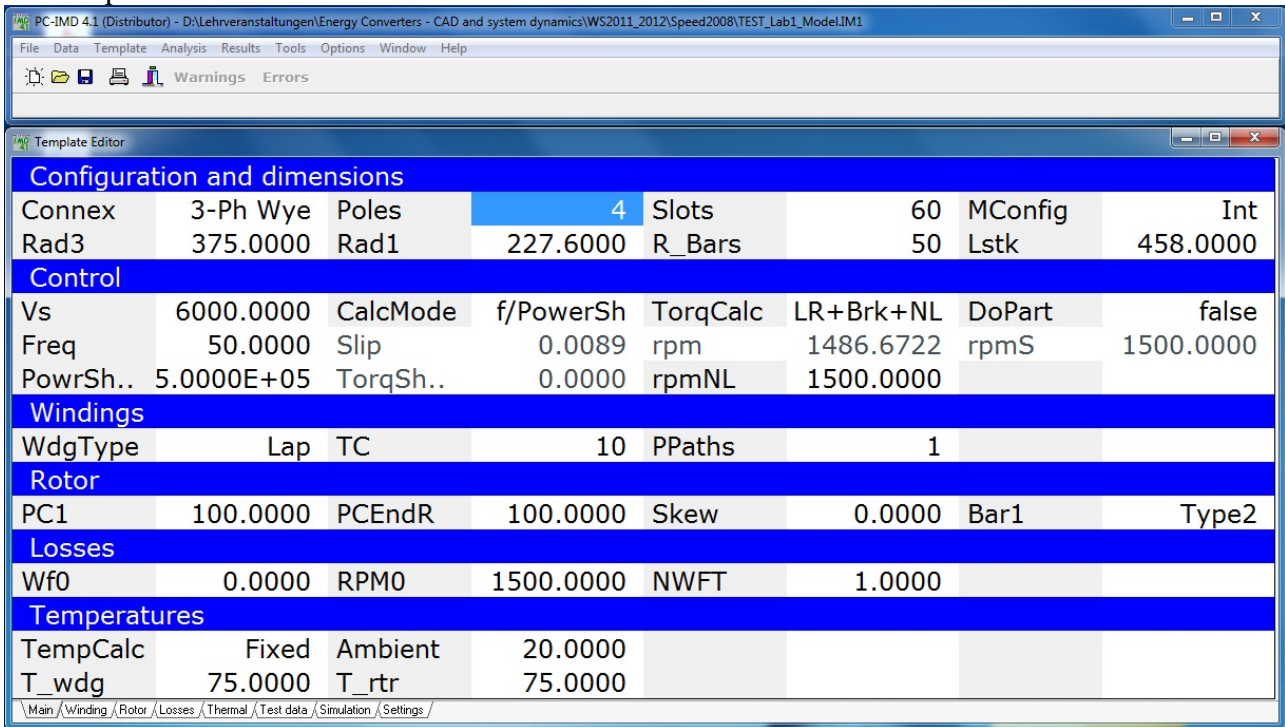 PC-IMD 4.1 (Distributor) - D:\Lehrveranstaltungen\Energy Converters - CAD and system dynamics\WS2011_2012\Speed2008\TEST_Lab1_Model.IM1
File Data Template Analysis Results Tools Options Window Help
Warnings Errors
Template Editor
Configuration and dimensions
Connex 3-Ph Wye Poles 4 Slots 60 MConfig Int
Rad3 375.0000 Rad1 227.6000 R_Bars 50 Lstk 458.0000
Control
Vs 6000.0000 CalcMode f/PowerSh TorqCalc LR+Brk+NL DoPart false
Freq 50.0000 Slip 0.0089 rpm 1486.6722 rpmS 1500.0000
PowrSh.. 5.0000E+05 TorqSh.. 0.0000 rpmNL 1500.0000
Windings
WdgType Lap TC 10 PPaths 1
Rotor
PC1 100.0000 PCEndR 100.0000 Skew 0.0000 Bar1 Type2
Losses
Wf0 0.0000 RPM0 1500.0000 NWFT 1.0000
Temperatures
TempCalc Fixed Ambient 20.0000
T_wdg 75.0000 T_rtr 75.0000
Main Winding Rotor Losses Thermal Test data Simulation Settings